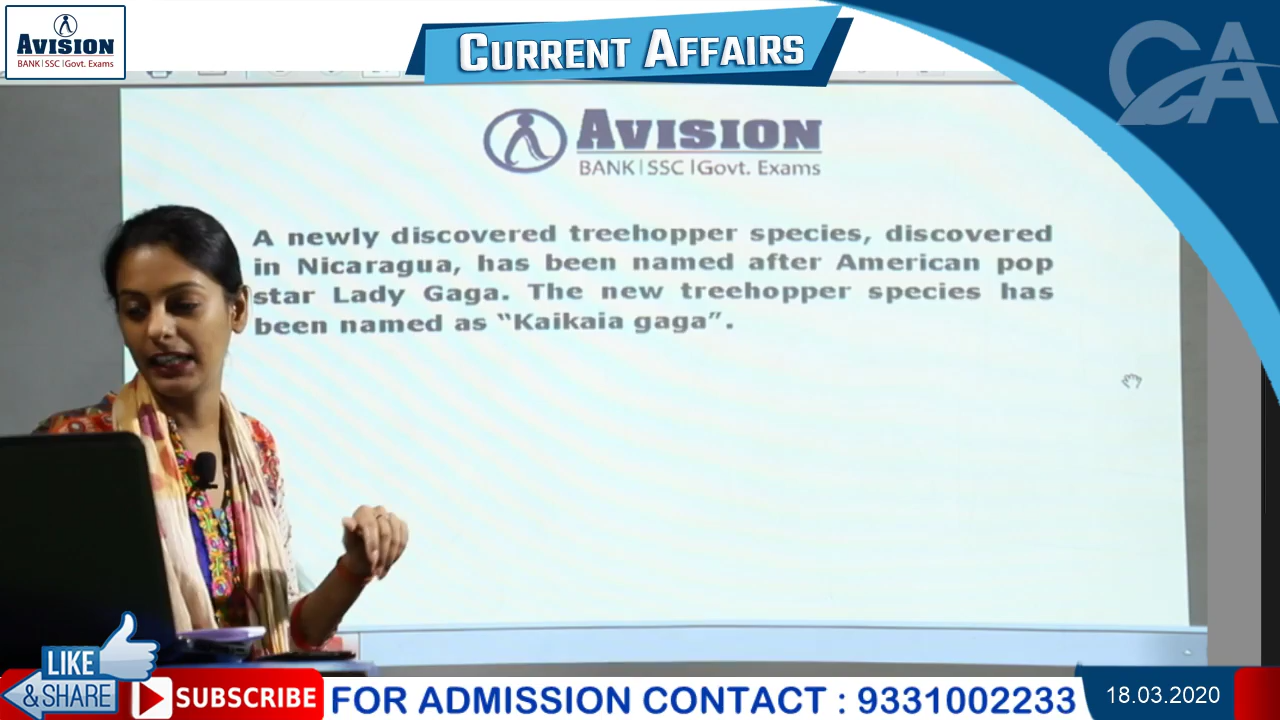 AVISION
BANK|SSC|Govt. Exams
CURRENT AFFAIRS
CA
AVISION
BANK|SSC|Govt. Exams
A newly discovered treehopper species, discovered
in Nicaragua, has been named after American pop
star Lady Gaga. The new treehopper species has
been named as “Kaikaia gaga”.
LIKE
& SHARE
SUBSCRIBE
FOR ADMISSION CONTACT : 9331002233
18.03.2020